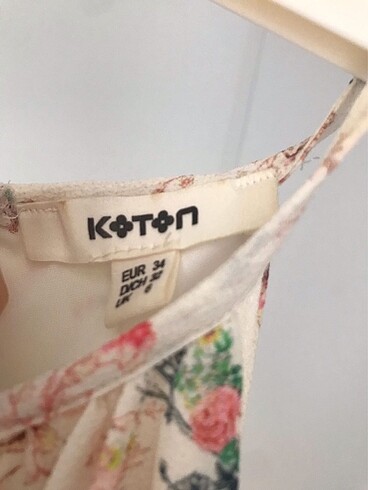 KOTON
EUR 34
D/CH 32
UK 6